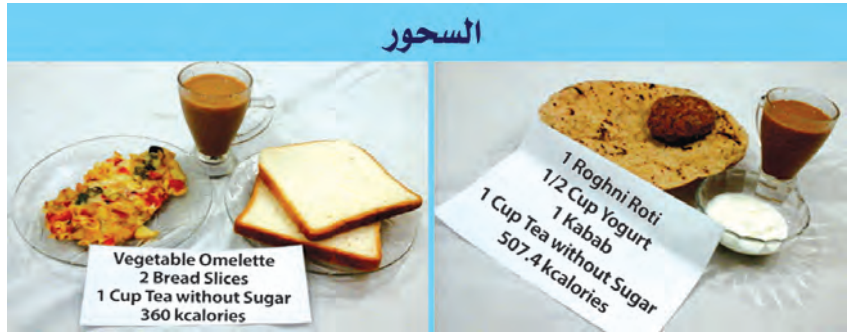 السحور
Vegetable Omelette
2 Bread Slices
1 Cup Tea without Sugar
360 kcalories
1 Roghni Roti
1/2 Cup Yogurt
1 Kabab
1 Cup Tea without Sugar
507.4 kcalories